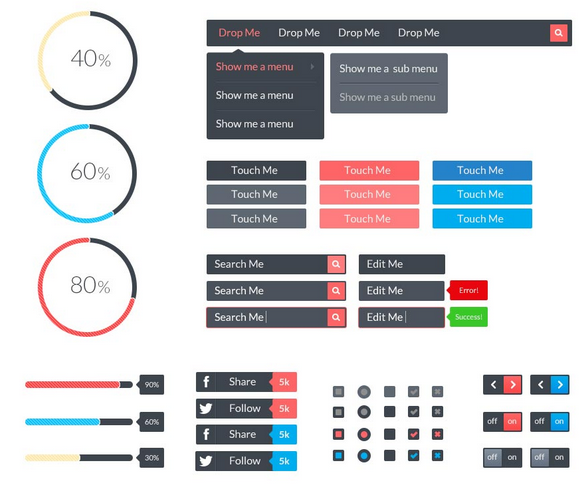 40%
60%
80%
Drop Me Drop Me Drop Me Drop Me
Show me a menu
Show me a menu
Show me a menu
Show me a sub menu
Show me a sub menu
Touch Me Touch Me Touch Me
Touch Me Touch Me Touch Me
Touch Me Touch Me Touch Me
Search Me Edit Me
Search Me Edit Me Error!
Search Me Edit Me Success!
90%
60%
30%
f Share 5k
Follow 5k
f Share 5k
Follow 5k
off on off on
off on off on